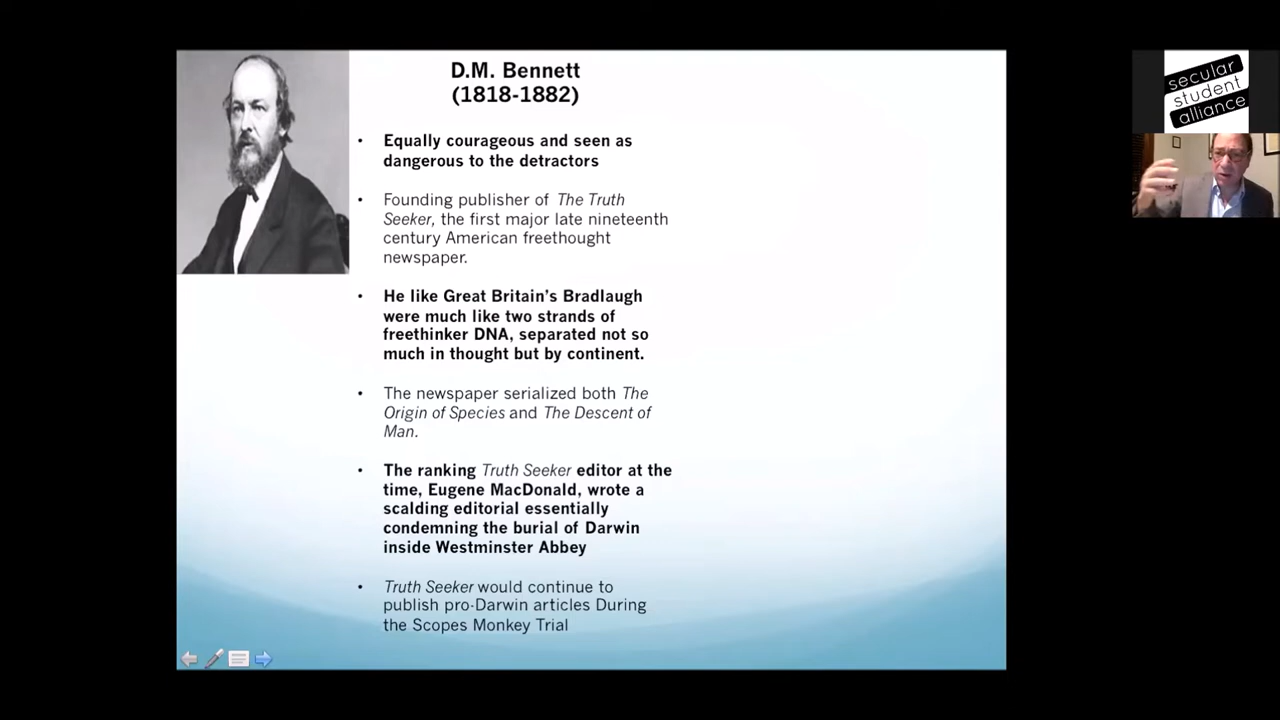 D.M. Bennett
(1818-1882)
• Equally courageous and seen as
dangerous to the detractors
• Founding publisher of The Truth
Seeker, the first major late nineteenth
century American freethought
newspaper.
• He like Great Britain's Bradlaugh
were much like two strands of
freethinker DNA, separated not so
much in thought but by continent.
• The newspaper serialized both The
Origin of Species and The Descent of
Man.
• The ranking Truth Seeker editor at the
time, Eugene MacDonald, wrote a
scalding editorial essentially
condemning the burial of Darwin
inside Westminster Abbey
• Truth Seeker would continue to
publish pro-Darwin articles During
the Scopes Monkey Trial
secular
student
alliance